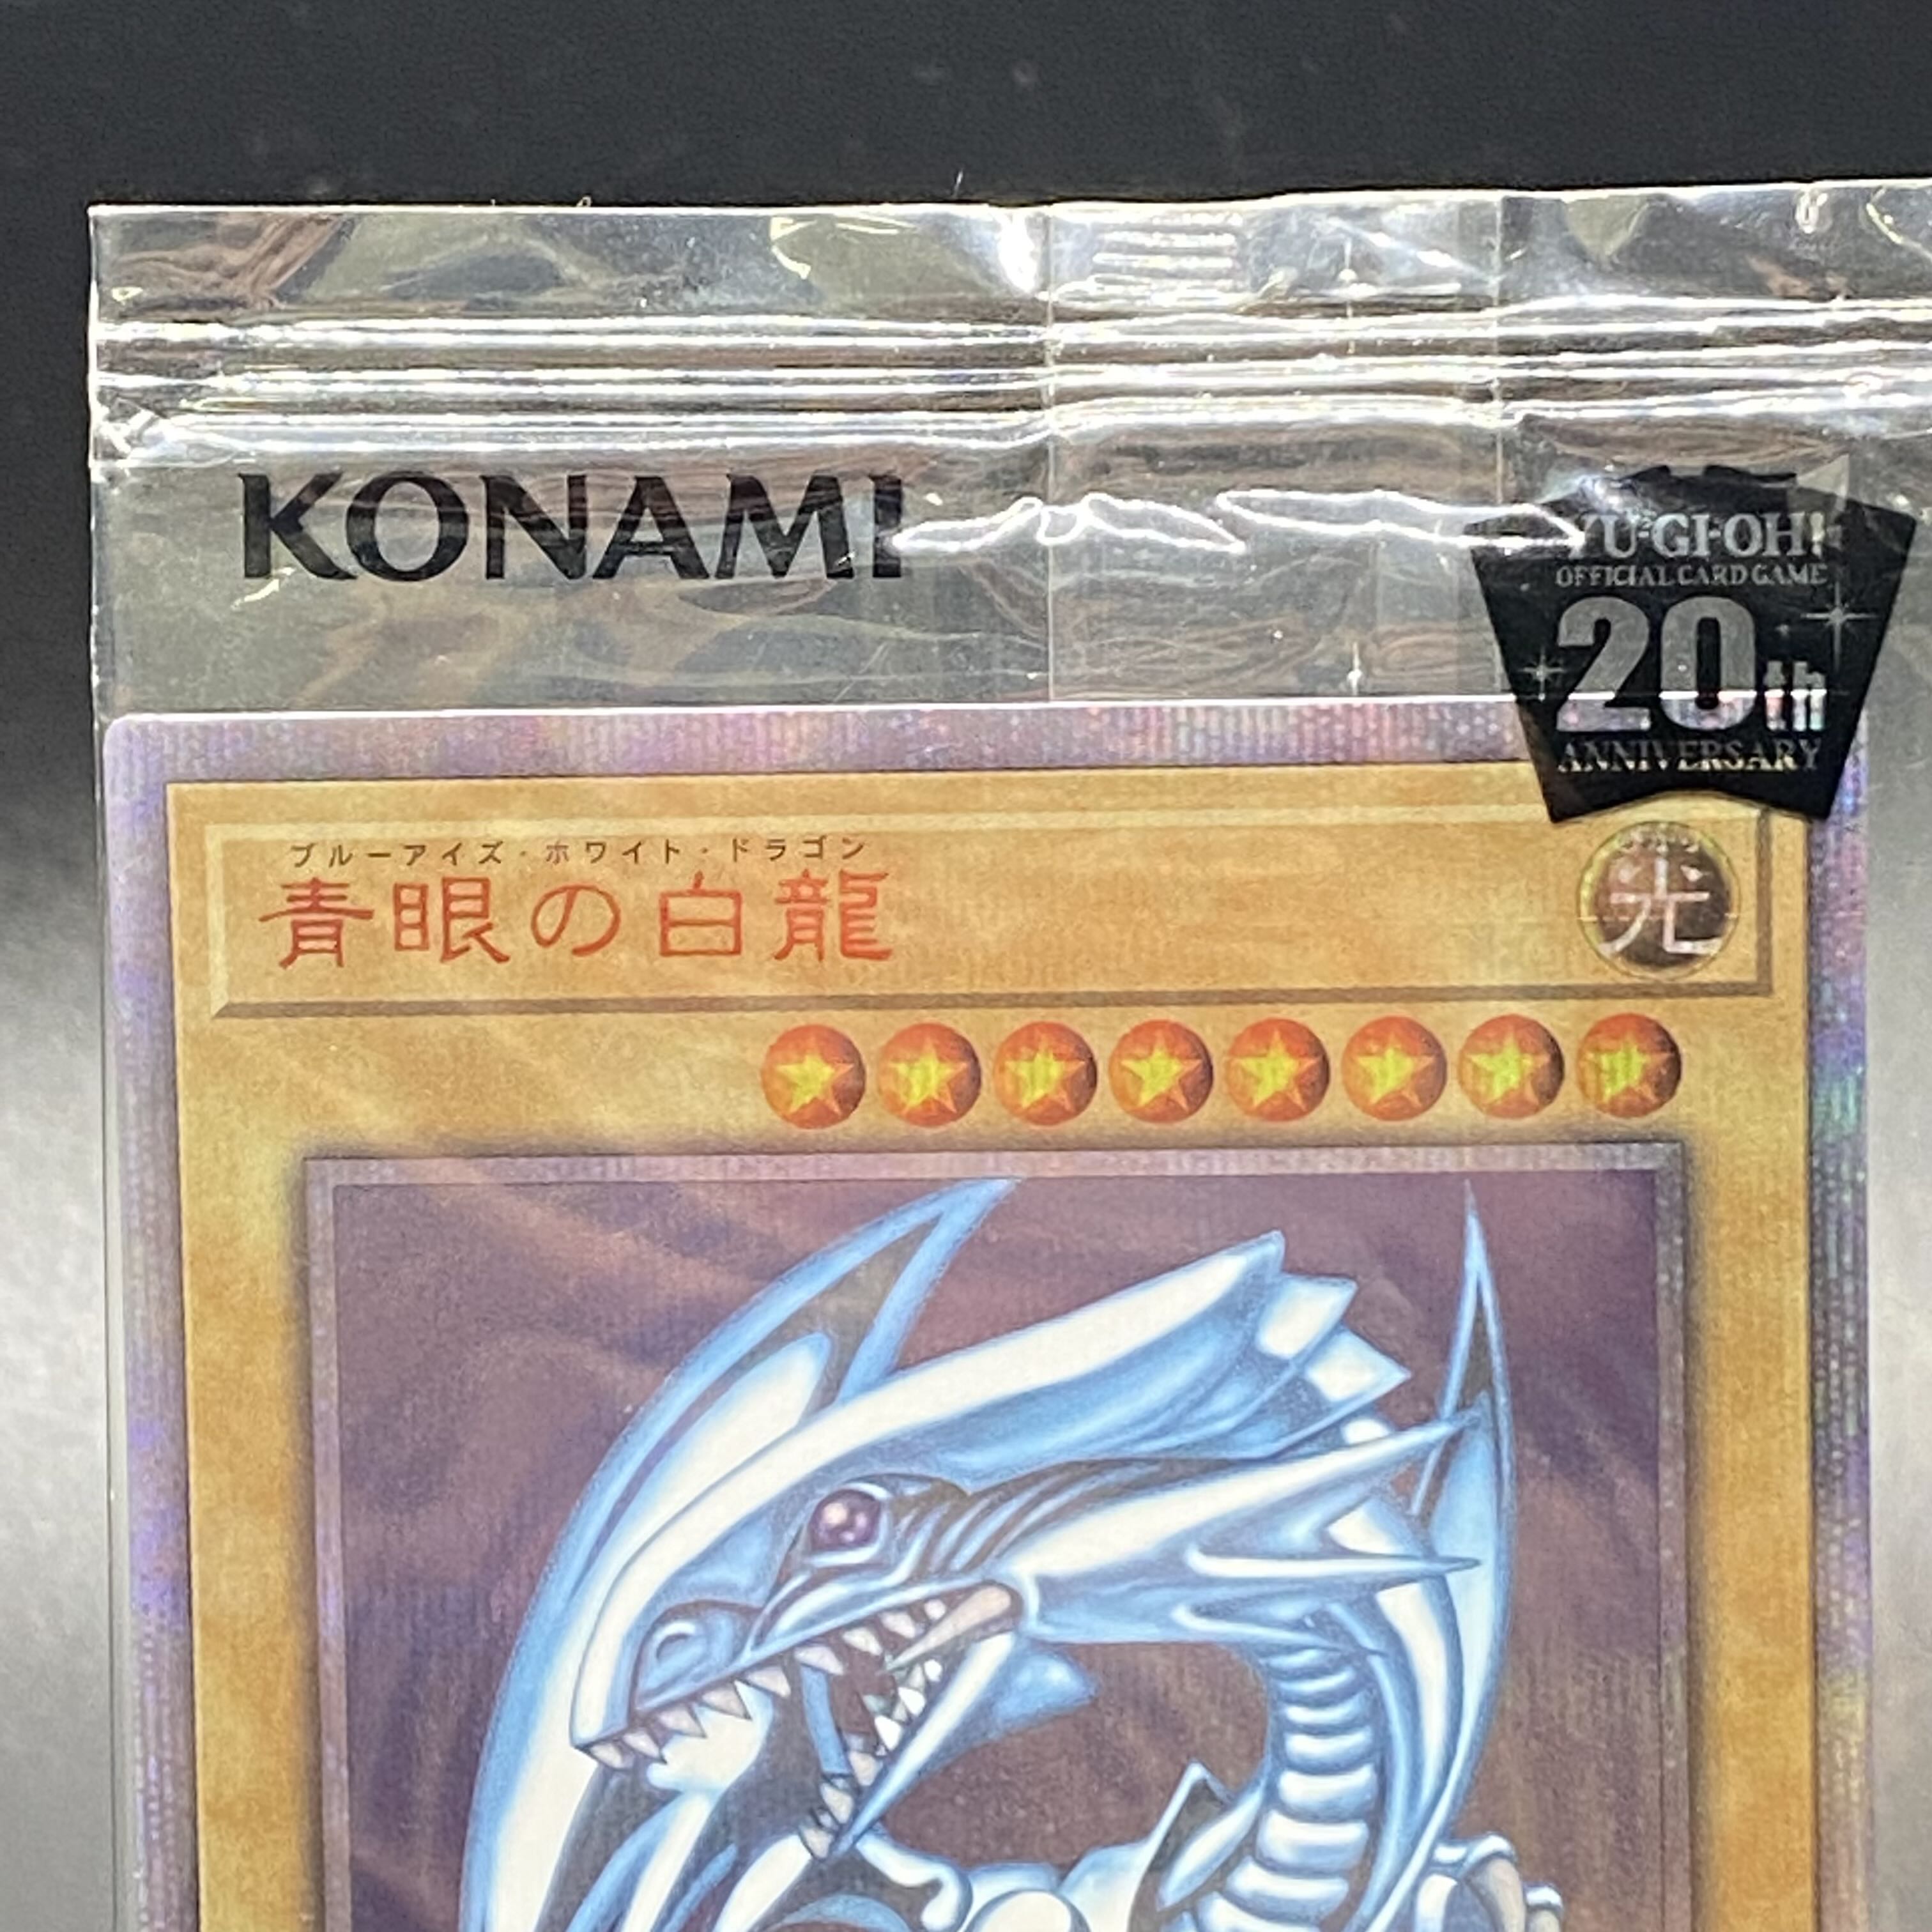 KONAMI
YU-GI-OH!
OFFICIAL CARD GAME
20th
ANNIVERSARY
ブルーアイズ・ホワイト・ドラゴン
青眼の白龍
光